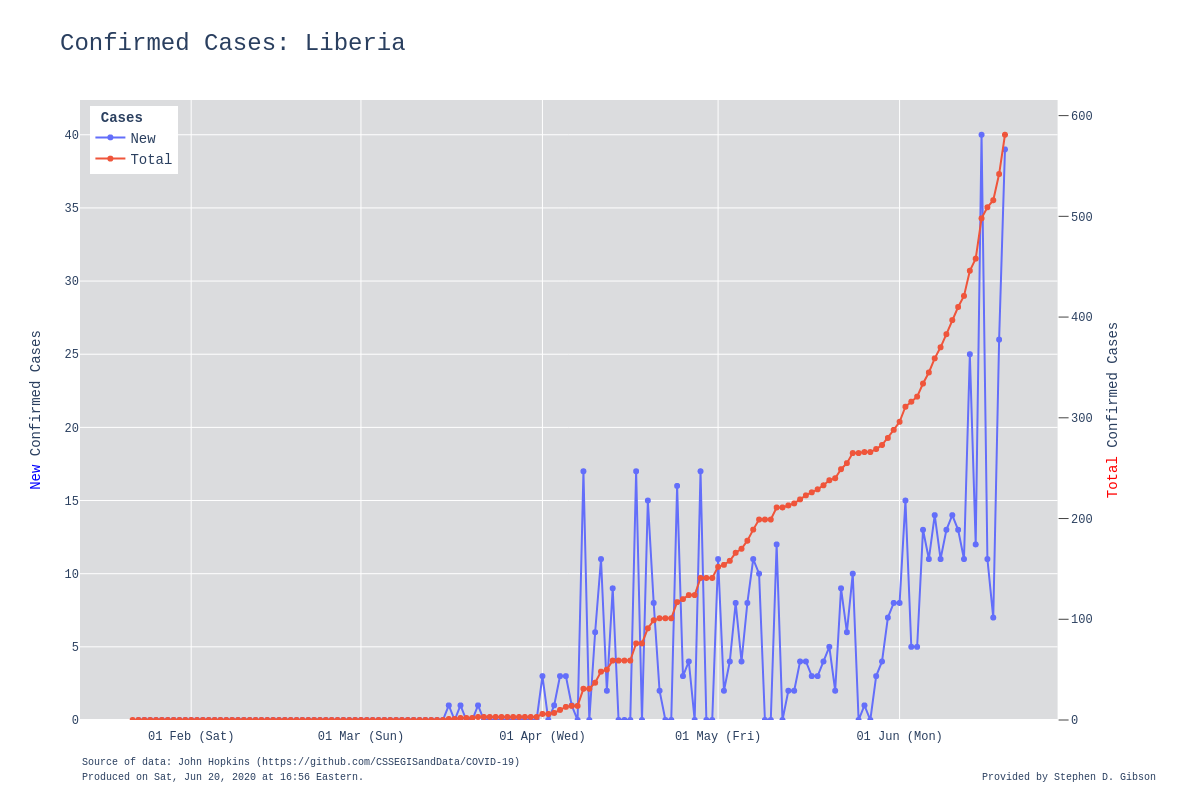 Confirmed Cases: Liberia
Cases
New
Total
40
35
30
25
20
15
10
5
0
600
500
400
300
200
100
0
New Confirmed Cases
Total Confirmed Cases
01 Feb (Sat)
01 Mar (Sun)
01 Apr (Wed)
01 May (Fri)
01 Jun (Mon)
Source of data: John Hopkins (https://github.com/CSSEGISandData/COVID-19)
Produced on Sat, Jun 20, 2020 at 16:56 Eastern.
Provided by Stephen D. Gibson